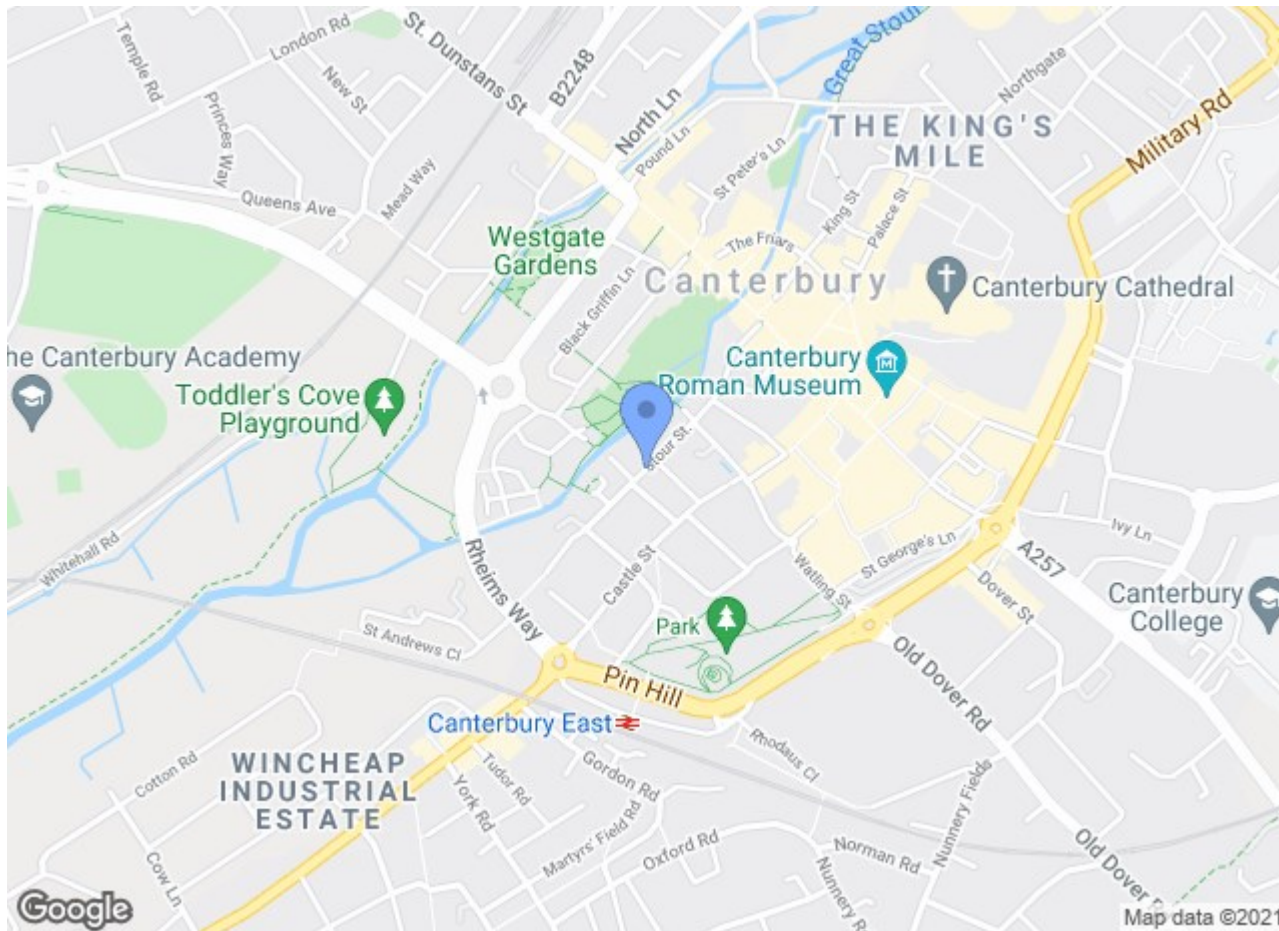 Temple Rd
London Rd
St. Dunstans St
B2248
Great Stour
Northgate
New St
Princes Way
North Ln
Pound Ln
THE KING'S
MILE
Military Rd
St Peter's Ln
Mead Way
Queens Ave
King St
Palace St
Westgate
Gardens
The Friars
Black Griffin Ln
Canterbury
Canterbury Cathedral
he Canterbury Academy
Canterbury
Roman Museum
Toddler's Cove
Playground
Stour St.
Whitehall Rd
Rheims Way
Castle St
Watling St
St George's Ln
Ivy Ln
A257
Dover St
Canterbury
College
St Andrews Cl
Park
Pin Hill
Old Dover Rd
Canterbury East
WINCHEAP
INDUSTRIAL
ESTATE
Cotton Rd
Tudor Rd
York Rd
Gordon Rd
Rhodaus Cl
Nunnery Fields
Martyrs' Field Rd
Oxford Rd
Norman Rd
Old Dover R
Cow Ln
Nunnery R
Google
Map data ©2021